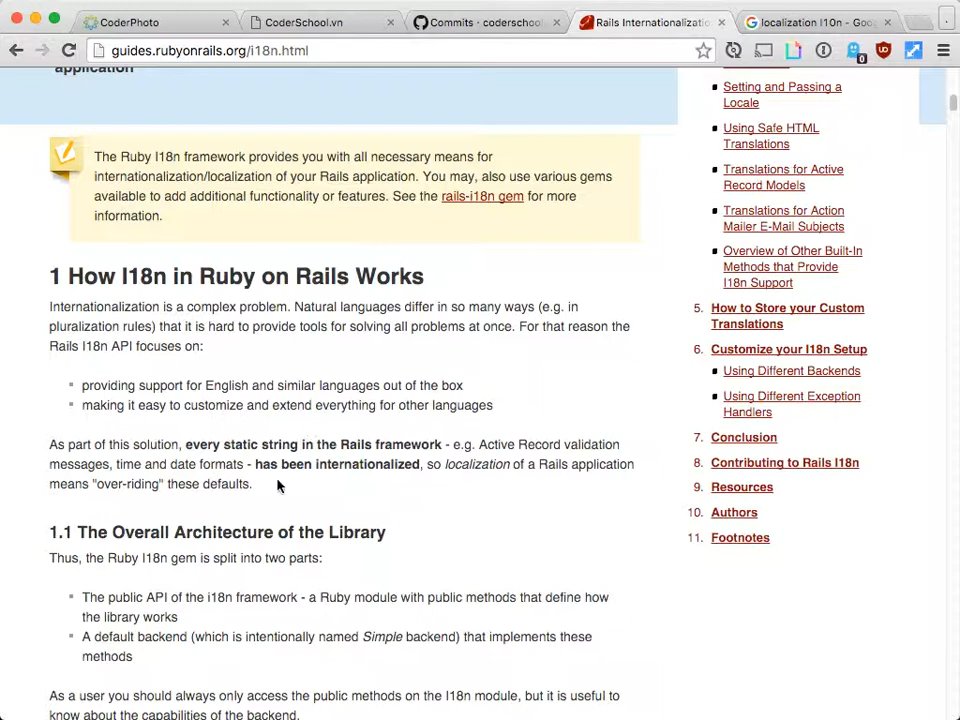 CoderPhoto
CoderSchool.vn
Commits · coderschool
Rails Internationalizatio
localization l10n - Goo
guides.rubyonrails.org/i18n.html
0
application
The Ruby I18n framework provides you with all necessary means for
internationalization/localization of your Rails application. You may, also use various gems
available to add additional functionality or features. See the rails-i18n gem for more
information.
1 How I18n in Ruby on Rails Works
Internationalization is a complex problem. Natural languages differ in so many ways (e.g. in
pluralization rules) that it is hard to provide tools for solving all problems at once. For that reason the
Rails I18n API focuses on:
providing support for English and similar languages out of the box
making it easy to customize and extend everything for other languages
As part of this solution, every static string in the Rails framework - e.g. Active Record validation
messages, time and date formats - has been internationalized, so localization of a Rails application
means "over-riding" these defaults.
1.1 The Overall Architecture of the Library
Thus, the Ruby I18n gem is split into two parts:
The public API of the i18n framework - a Ruby module with public methods that define how
the library works
A default backend (which is intentionally named Simple backend) that implements these
methods
As a user you should always only access the public methods on the I18n module, but it is useful to
know about the capabilities of the backend.
Setting and Passing a
Locale
Using Safe HTML
Translations
Translations for Active
Record Models
Translations for Action
Mailer E-Mail Subjects
Overview of Other Built-In
Methods that Provide
I18n Support
5. How to Store your Custom
Translations
6. Customize your I18n Setup
Using Different Backends
Using Different Exception
Handlers
7. Conclusion
8. Contributing to Rails I18n
9. Resources
10. Authors
11. Footnotes